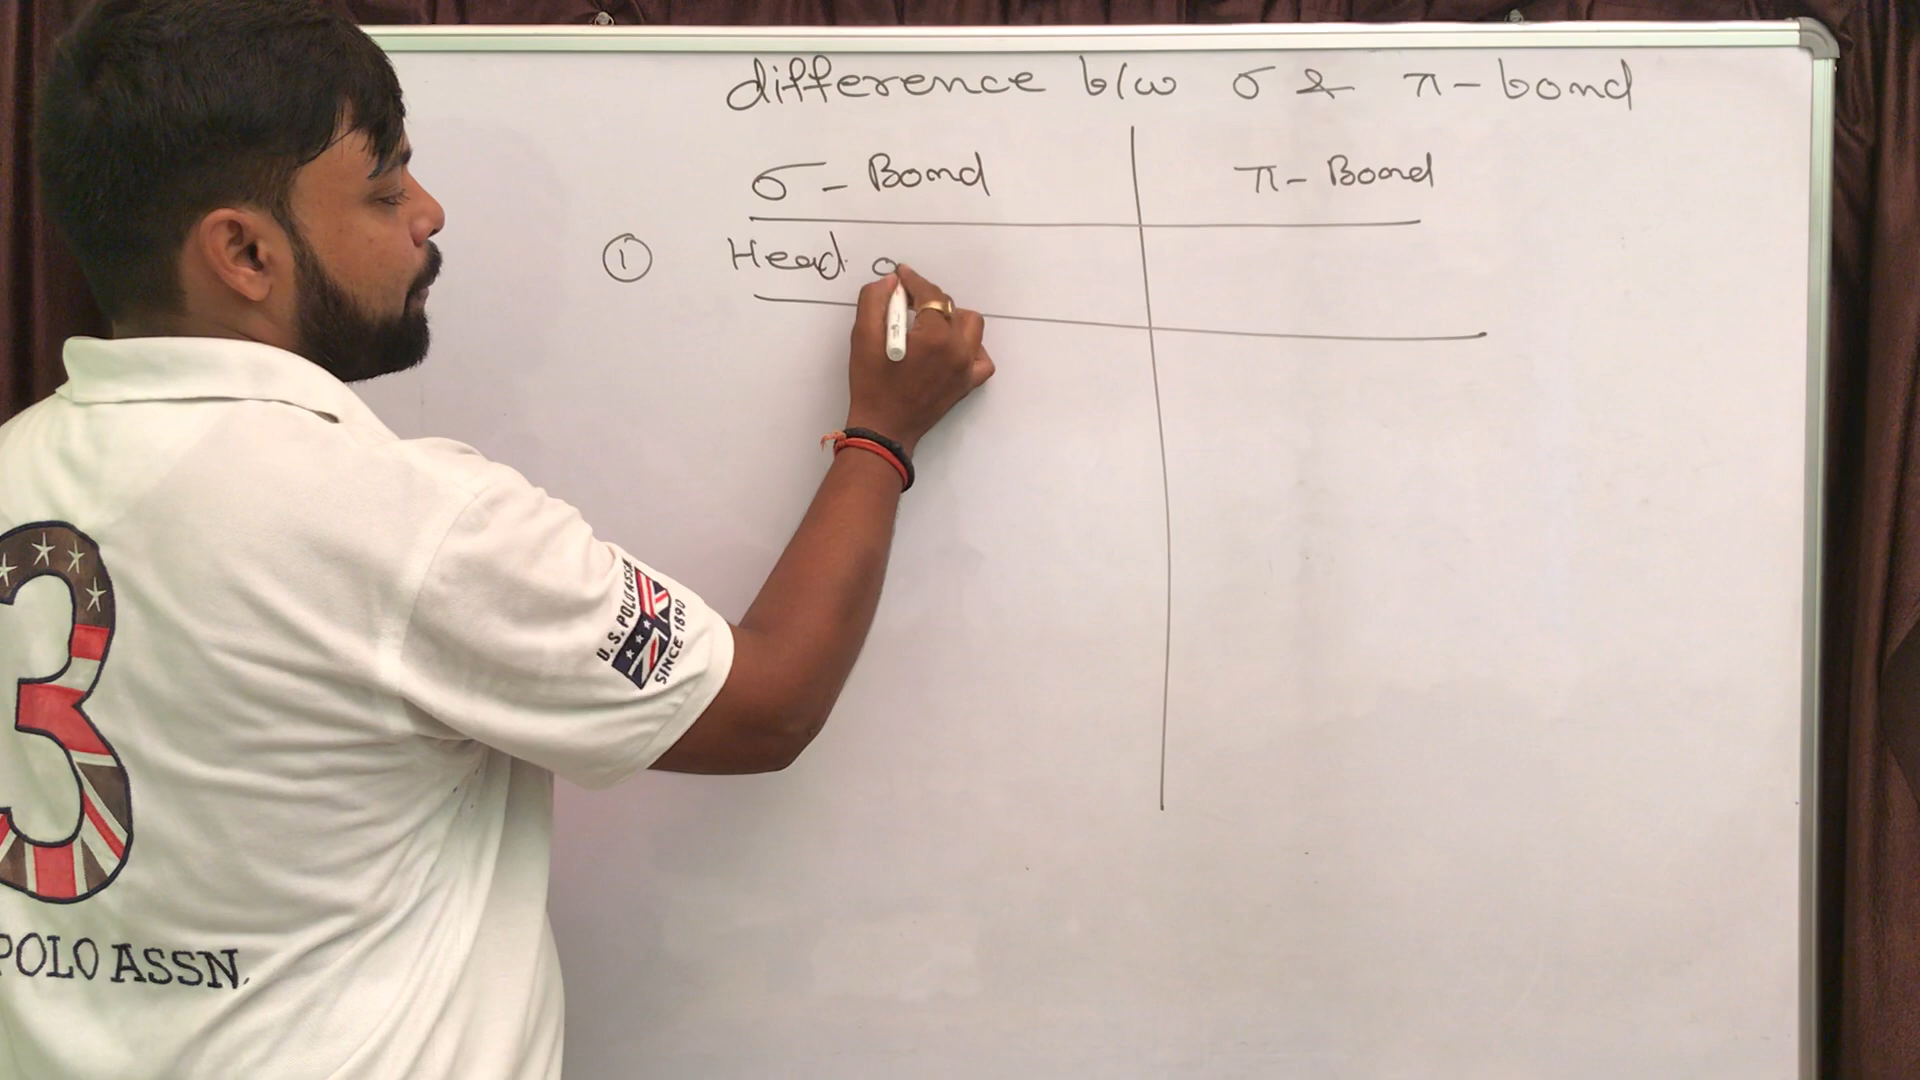 difference b/w σ & π - bond
σ - Bond π - Bond
① Head o
U.S. POLO ASSN
SINCE 1890
3
POLO ASSN.